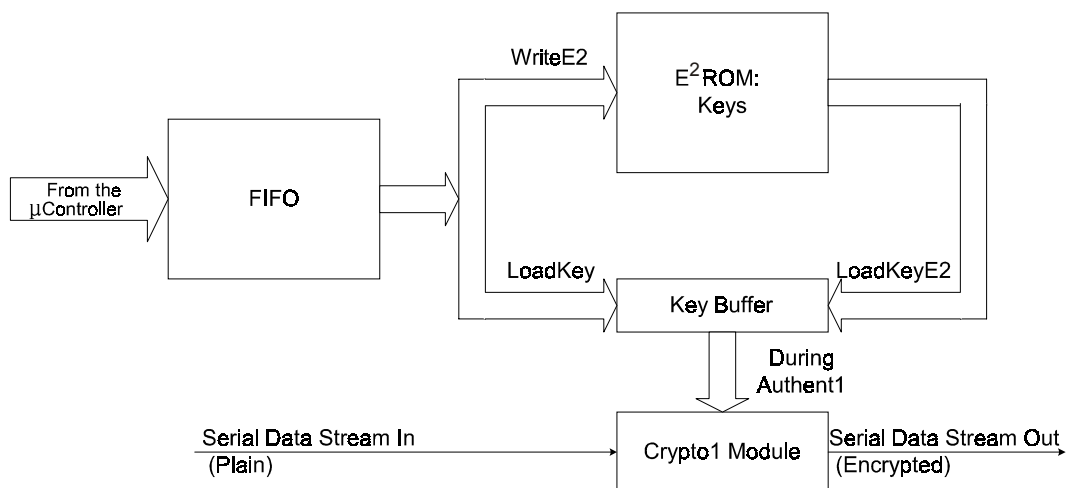 WriteE2
E²ROM:
Keys
From the
µController
FIFO
LoadKey
LoadKeyE2
Key Buffer
During
Authent1
Serial Data Stream In
(Plain)
Crypto1 Module
Serial Data Stream Out
(Encrypted)